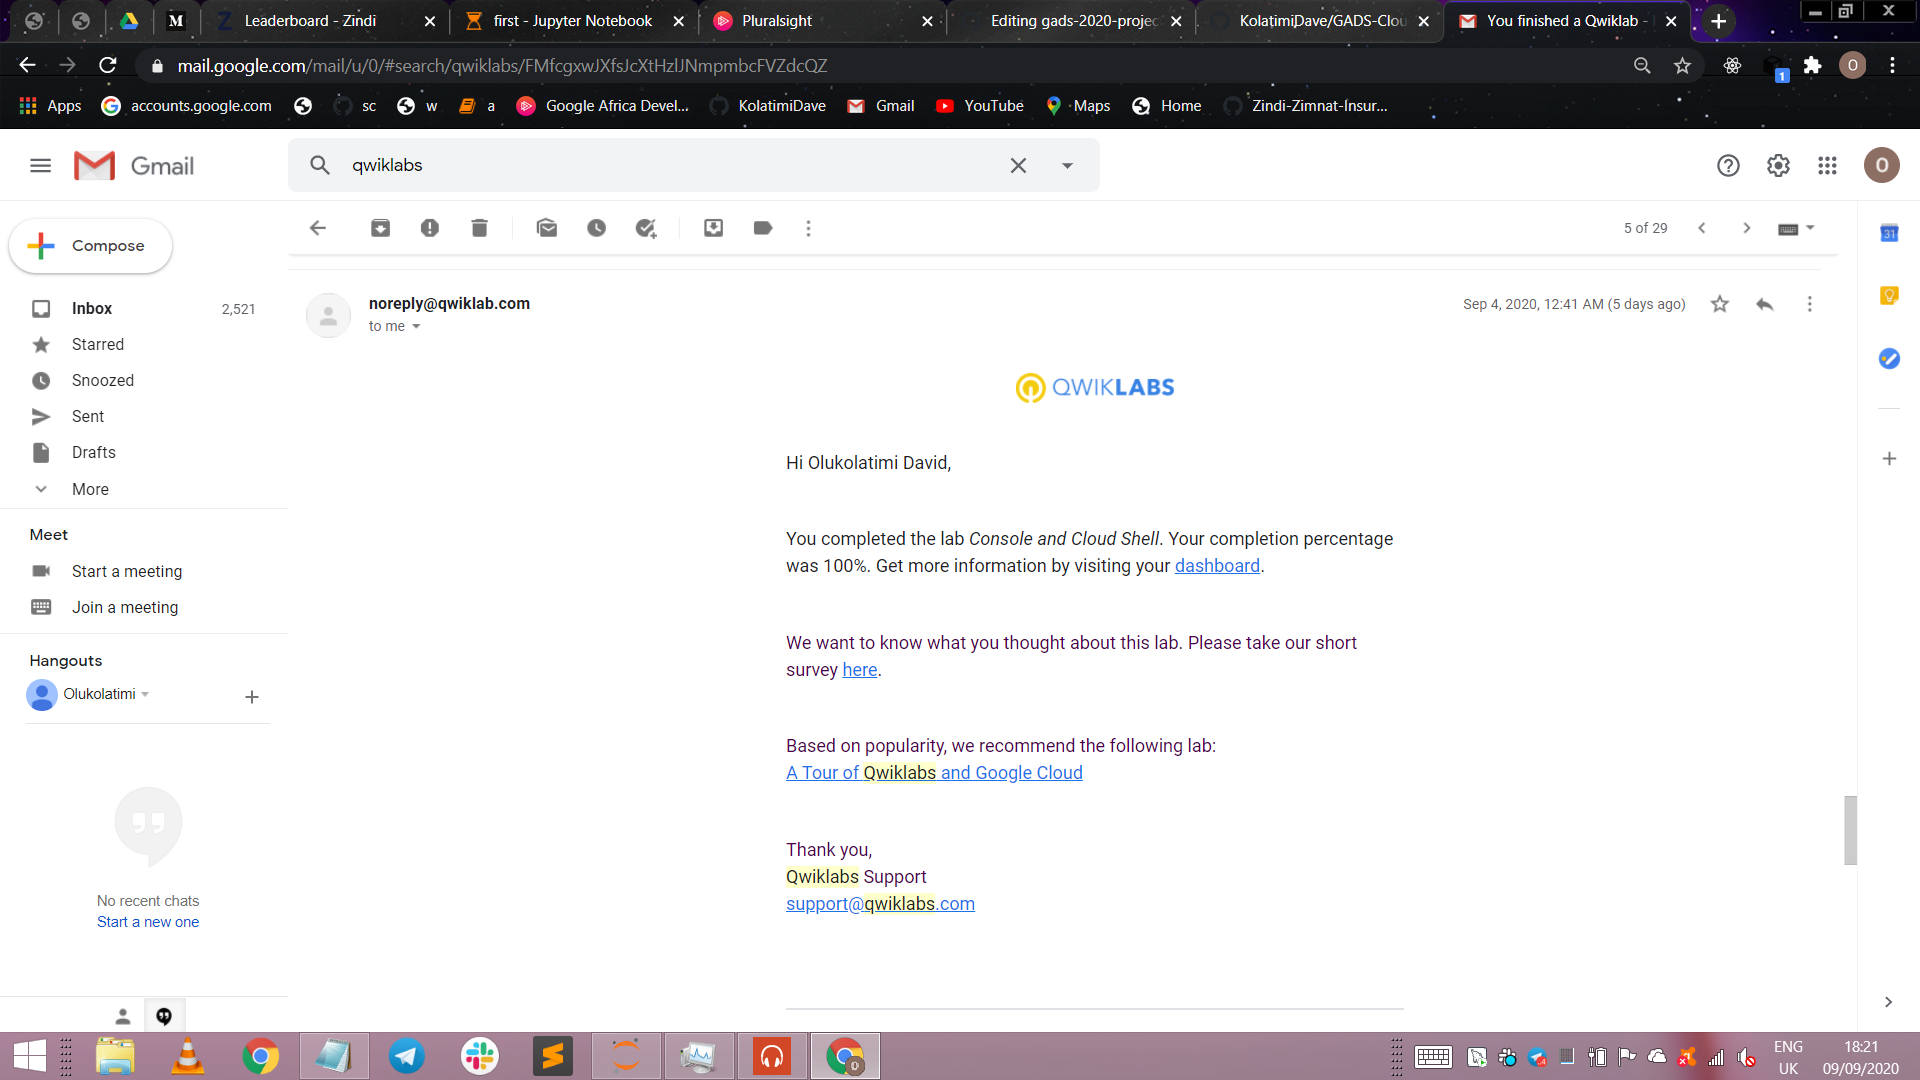 M
Leaderboard - Zindi
first - Jupyter Notebook
Pluralsight
Editing gads-2020-projec
KolatimiDave/GADS-Clou
You finished a Qwiklab -
mail.google.com/mail/u/0/#search/qwiklabs/FMfcgxwJXfsJcXtHzlJNmpmbcFVZdcQZ
1
O
Apps
accounts.google.com
sc
w
a
Google Africa Devel...
KolatimiDave
Gmail
YouTube
Maps
Home
Zindi-Zimnat-Insur...
Gmail
qwiklabs
O
Compose
5 of 29
31
Inbox 2,521
Starred
Snoozed
Sent
Drafts
More
Meet
Start a meeting
Join a meeting
Hangouts
Olukolatimi
No recent chats
Start a new one
noreply@qwiklab.com
Sep 4, 2020, 12:41 AM (5 days ago)
to me
QWIKLABS
Hi Olukolatimi David,
You completed the lab Console and Cloud Shell. Your completion percentage
was 100%. Get more information by visiting your dashboard.
We want to know what you thought about this lab. Please take our short
survey here.
Based on popularity, we recommend the following lab:
A Tour of Qwiklabs and Google Cloud
Thank you,
Qwiklabs Support
support@qwiklabs.com
ENG
UK
18:21
09/09/2020